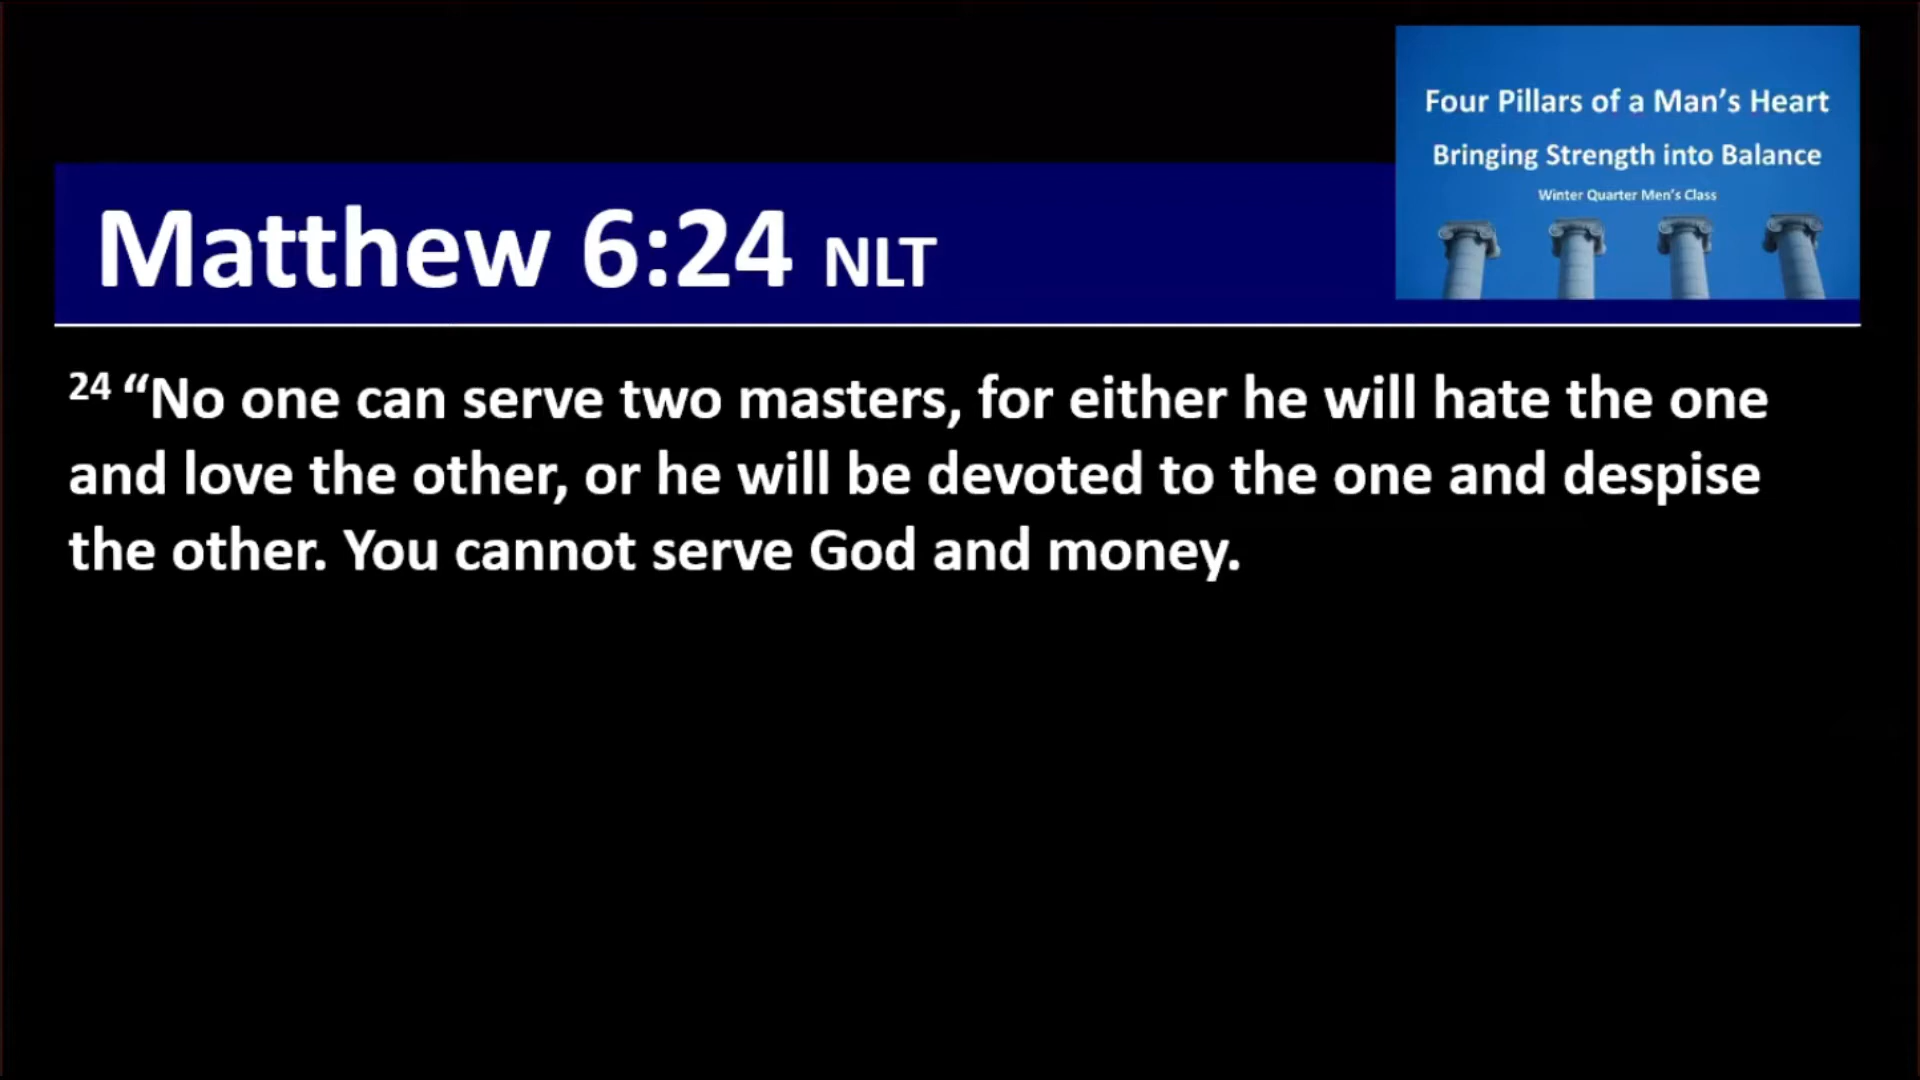 Four Pillars of a Man’s Heart
Bringing Strength into Balance
Winter Quarter Men’s Class
Matthew 6:24 NLT
24 “No one can serve two masters, for either he will hate the one
and love the other, or he will be devoted to the one and despise
the other. You cannot serve God and money.